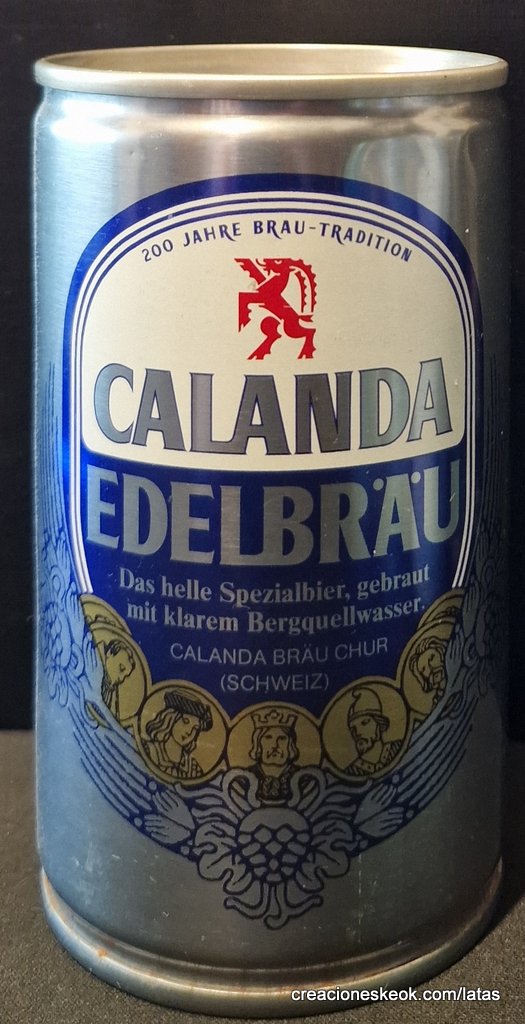 200 JAHRE BRAU-TRADITION
CALANDA
EDELBRÄU
Das helle Spezialbier, gebraut
mit klarem Bergquellwasser.
CALANDA BRÄU CHUR
(SCHWEIZ)
creacioneskeok.com/latas